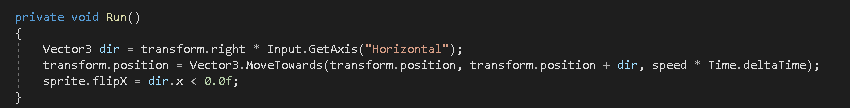 private void Run()
{
Vector3 dir = transform.right * Input.GetAxis("Horizontal");
transform.position = Vector3.MoveTowards(transform.position, transform.position + dir, speed * Time.deltaTime);
sprite.flipX = dir.x < 0.0f;
}